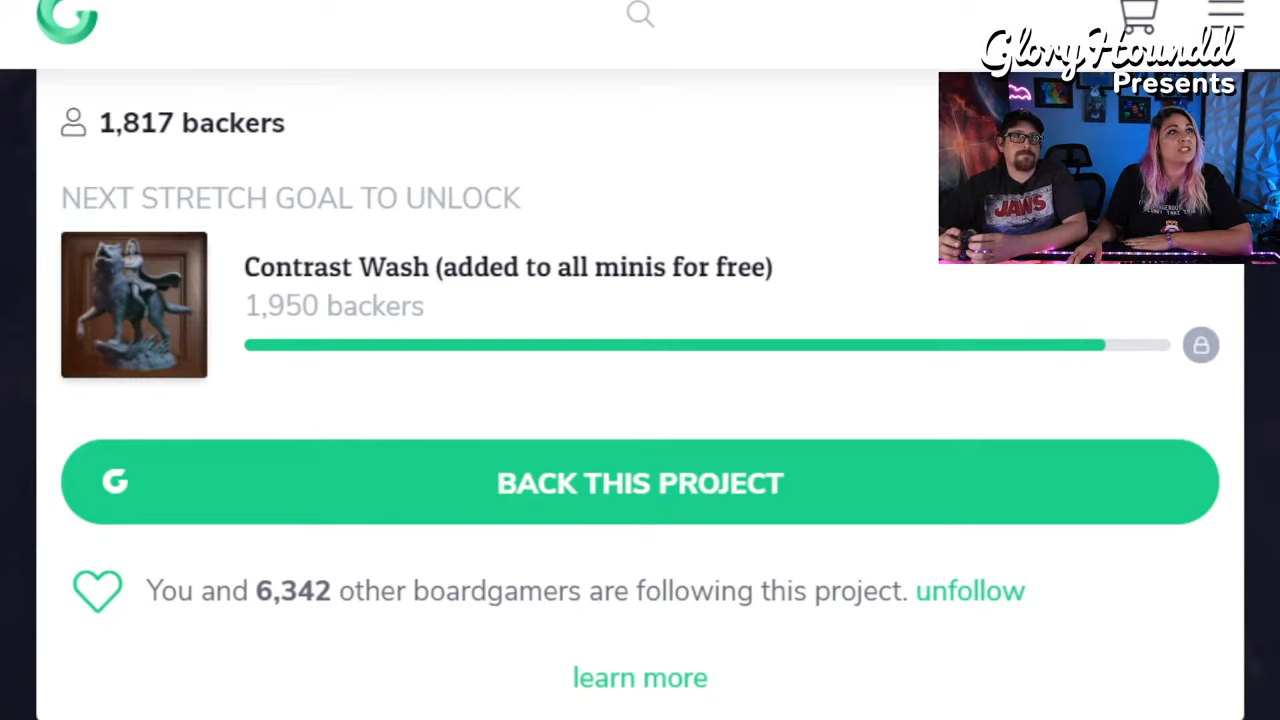 GloryHoundd
Presents
1,817 backers
NEXT STRETCH GOAL TO UNLOCK
Contrast Wash (added to all minis for free)
1,950 backers
BACK THIS PROJECT
You and 6,342 other boardgamers are following this project. unfollow
learn more
JAWS